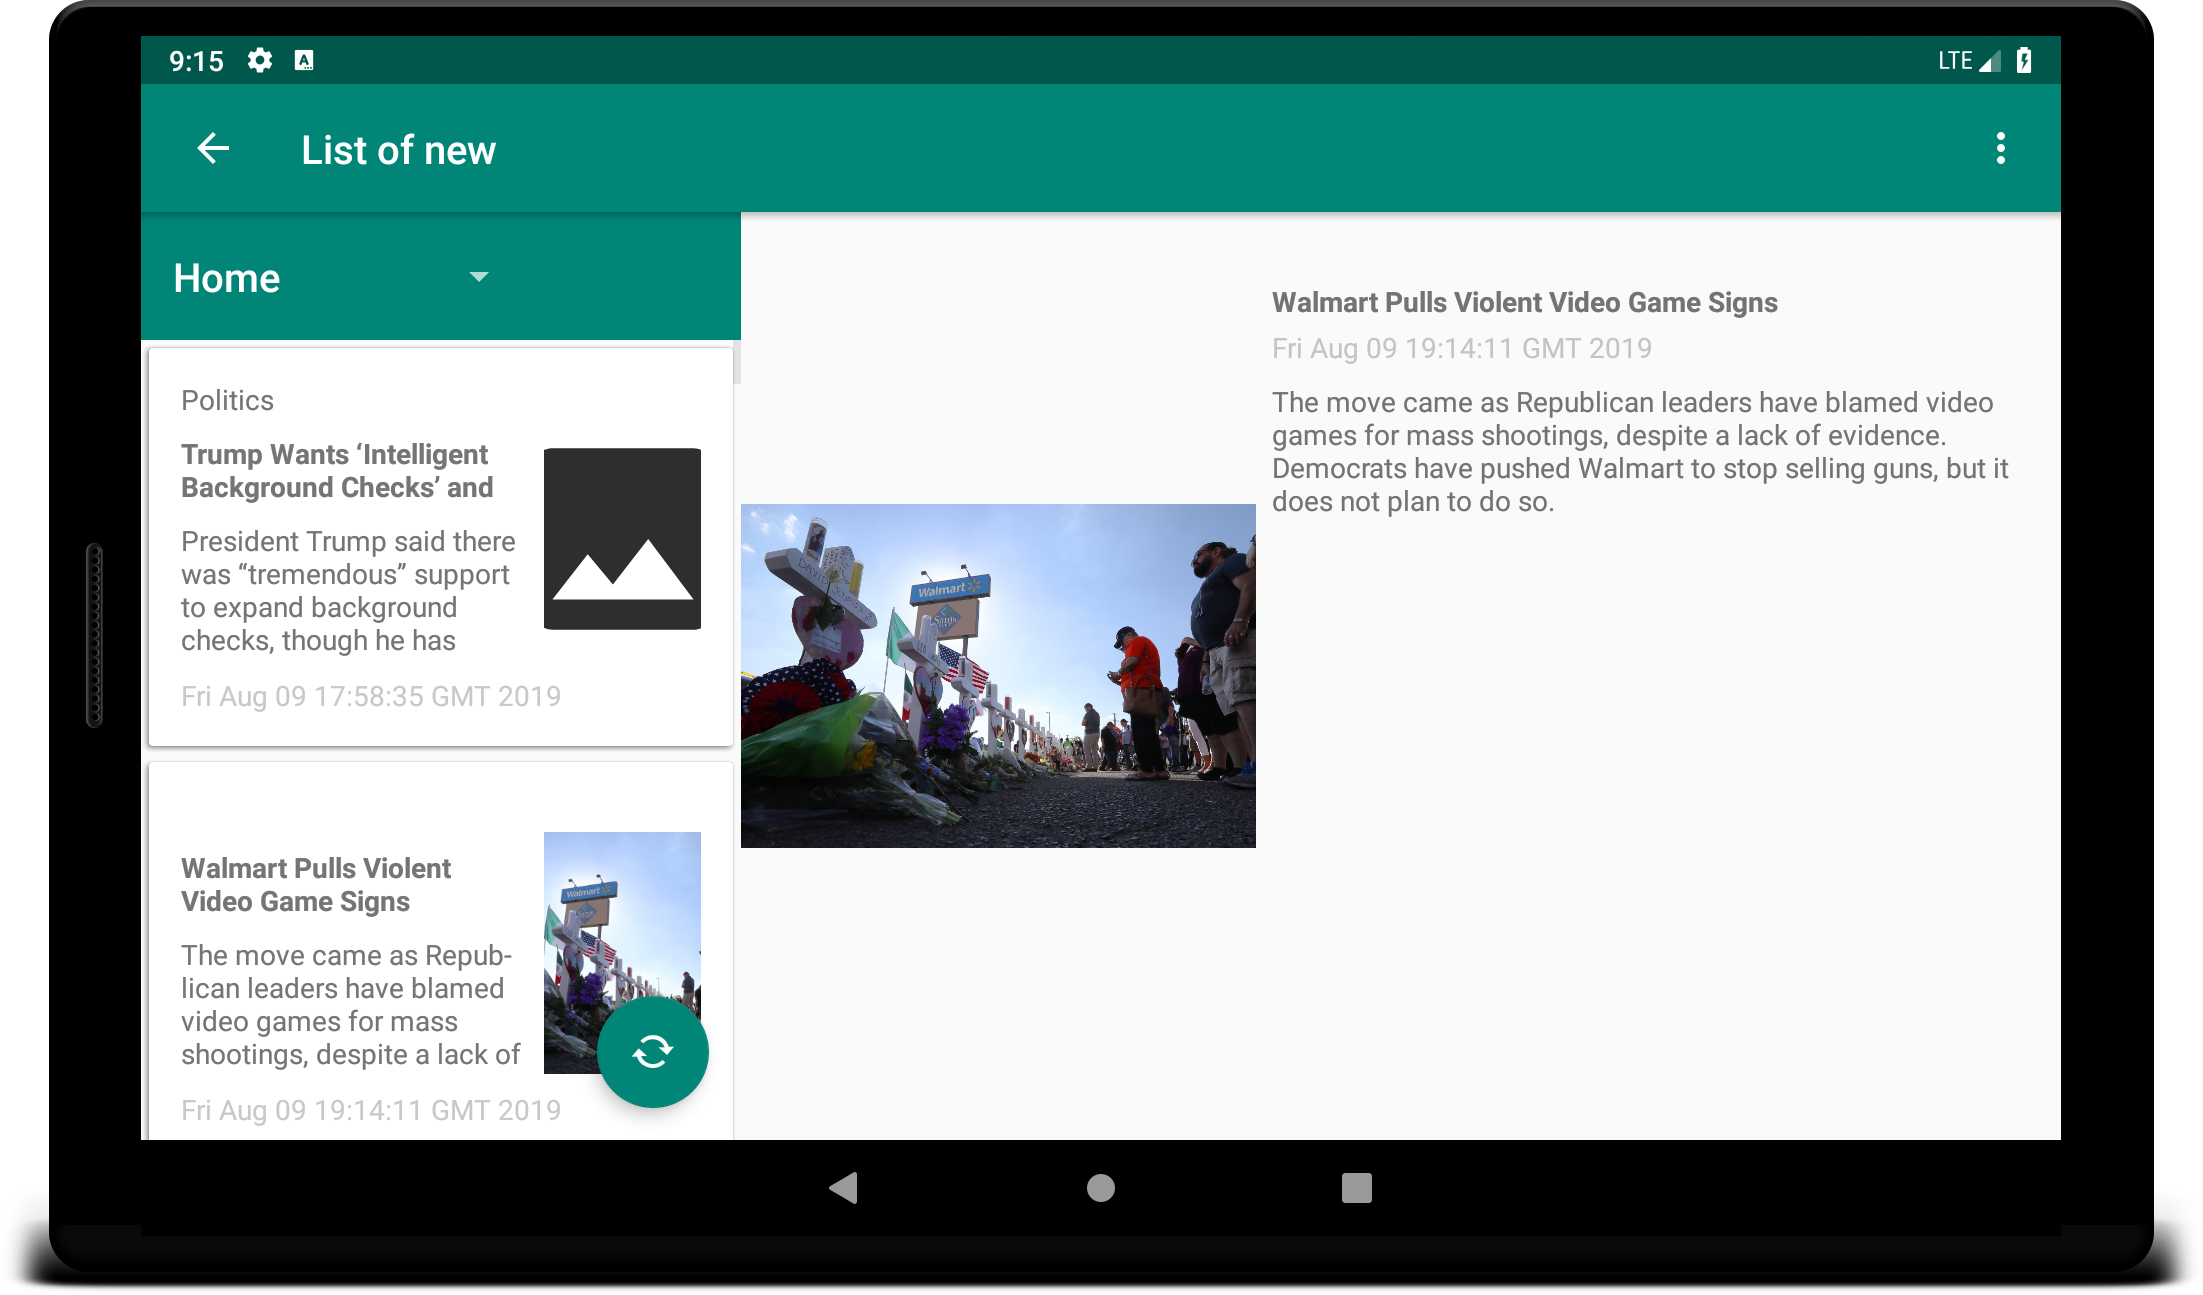 9:15
LTE
List of new
Home
Politics
Trump Wants ‘Intelligent
Background Checks’ and
President Trump said there
was “tremendous” support
to expand background
checks, though he has
Fri Aug 09 17:58:35 GMT 2019
Walmart Pulls Violent
Video Game Signs
The move came as Repub-
lican leaders have blamed
video games for mass
shootings, despite a lack of
Fri Aug 09 19:14:11 GMT 2019
Walmart
Walmart Pulls Violent Video Game Signs
Fri Aug 09 19:14:11 GMT 2019
The move came as Republican leaders have blamed video
games for mass shootings, despite a lack of evidence.
Democrats have pushed Walmart to stop selling guns, but it
does not plan to do so.
DAVID
Walmart
Sam's